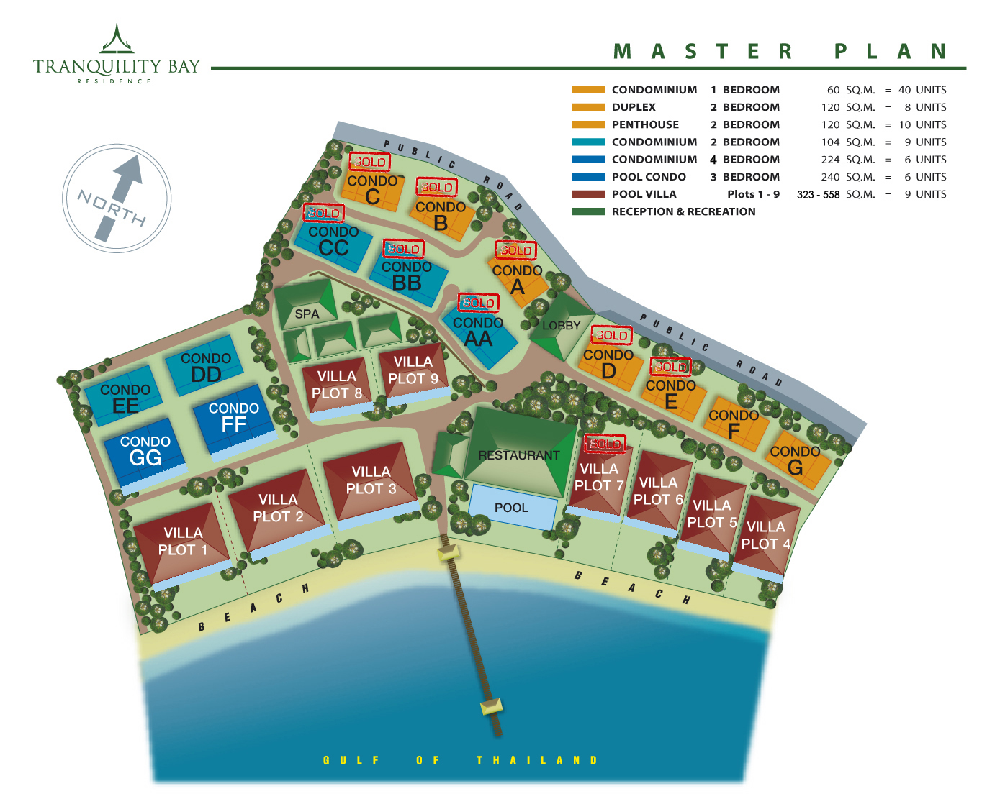 TRANQUILITY BAY
RESIDENCE
MASTER PLAN
CONDOMINIUM 1 BEDROOM 60 SQ.M. = 40 UNITS
DUPLEX 2 BEDROOM 120 SQ.M. = 8 UNITS
PENTHOUSE 2 BEDROOM 120 SQ.M. = 10 UNITS
CONDOMINIUM 2 BEDROOM 104 SQ.M. = 9 UNITS
CONDOMINIUM 4 BEDROOM 224 SQ.M. = 6 UNITS
POOL CONDO 3 BEDROOM 240 SQ.M. = 6 UNITS
POOL VILLA Plots 1 - 9 323 - 558 SQ.M. = 9 UNITS
RECEPTION & RECREATION
NORTH
PUBLIC ROAD
SOLD
CONDO
C
SOLD
CONDO
B
SOLD
CONDO
CC
SOLD
CONDO
BB
SOLD
CONDO
A
SOLD
CONDO
AA
SPA
LOBBY
PUBLIC ROAD
SOLD
CONDO
D
SOLD
CONDO
E
CONDO
F
CONDO
G
CONDO
DD
CONDO
EE
CONDO
FF
CONDO
GG
VILLA
PLOT 8
VILLA
PLOT 9
RESTAURANT
POOL
SOLD
VILLA
PLOT 7
VILLA
PLOT 6
VILLA
PLOT 5
VILLA
PLOT 4
VILLA
PLOT 3
VILLA
PLOT 2
VILLA
PLOT 1
BEACH
BEACH
GULF OF THAILAND